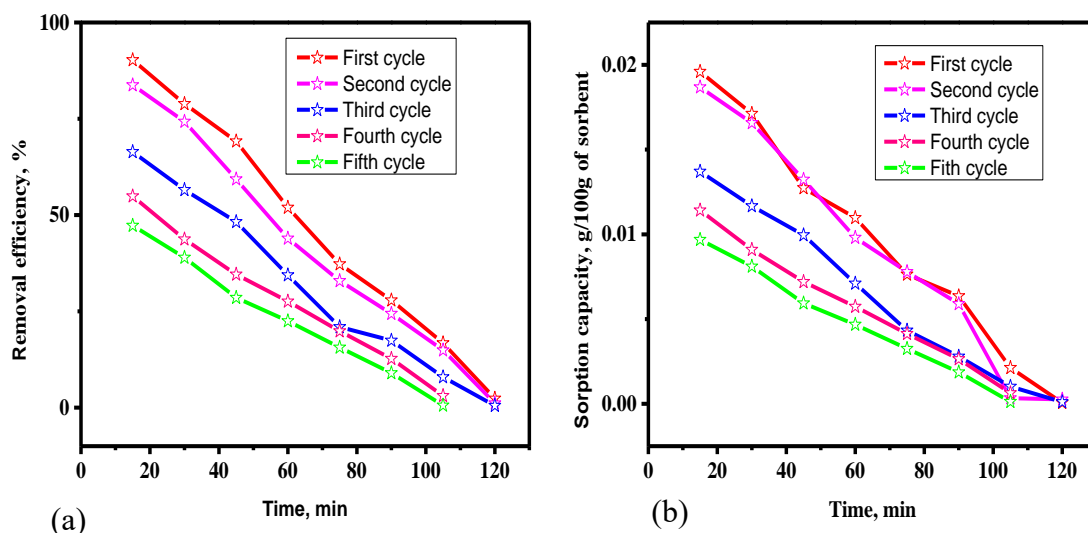 100
50
0
Removal efficiency, %
First cycle
Second cycle
Third cycle
Fourth cycle
Fifth cycle
0 20 40 60 80 100 120
Time, min
(a)
0.02
0.01
0.00
Sorption capacity, g/100g of sorbent
First cycle
Second cycle
Third cycle
Fourth cycle
Fith cycle
0 20 40 60 80 100 120
Time, min
(b)